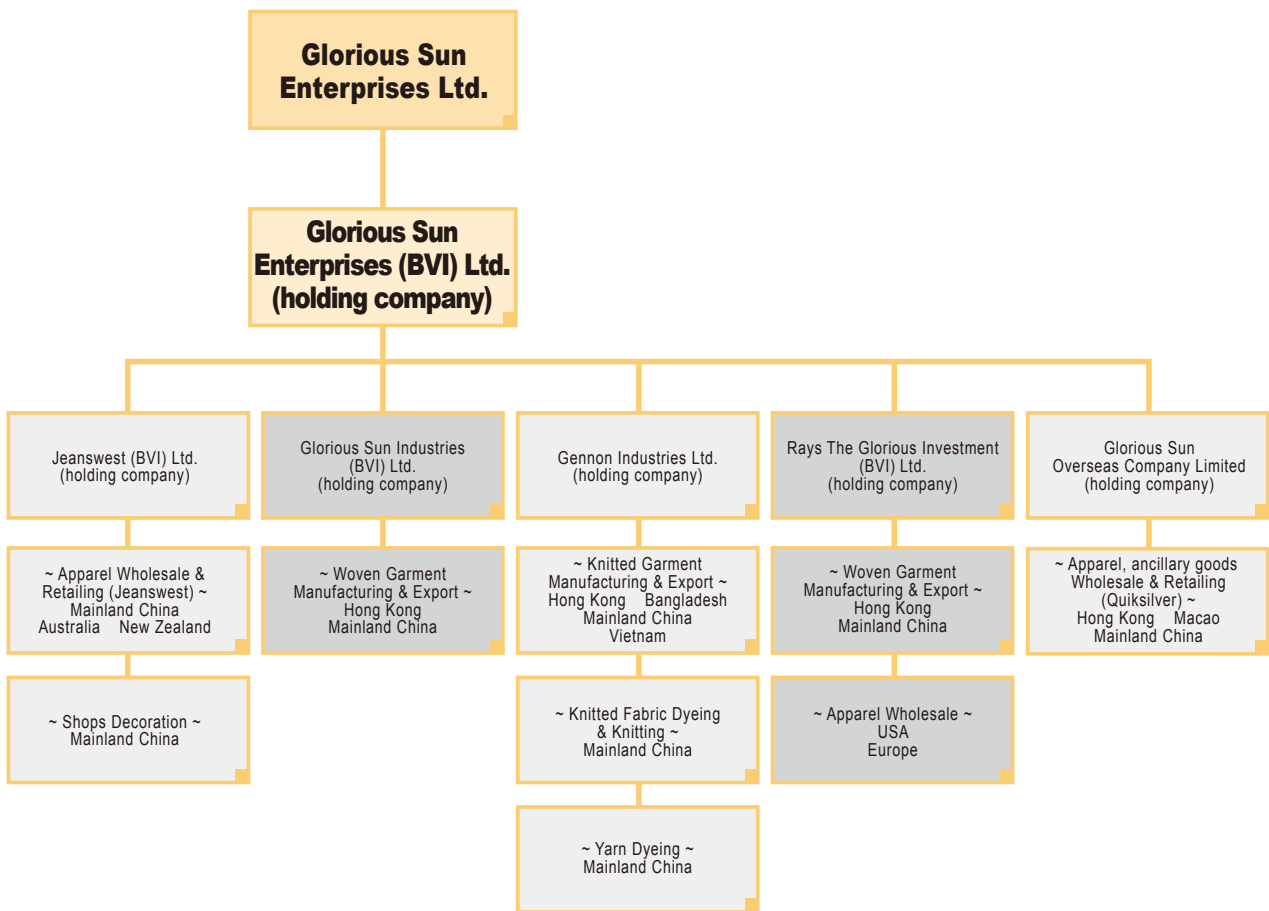 Glorious Sun
Enterprises Ltd.
Glorious Sun
Enterprises (BVI) Ltd.
(holding company)
Jeanswest (BVI) Ltd.
(holding company)
Glorious Sun Industries
(BVI) Ltd.
(holding company)
Gennon Industries Ltd.
(holding company)
Rays The Glorious Investment
(BVI) Ltd.
(holding company)
Glorious Sun
Overseas Company Limited
(holding company)
~ Apparel Wholesale &
Retailing (Jeanswest) ~
Mainland China
Australia New Zealand
~ Woven Garment
Manufacturing & Export ~
Hong Kong
Mainland China
~ Knitted Garment
Manufacturing & Export ~
Hong Kong Bangladesh
Mainland China
Vietnam
~ Woven Garment
Manufacturing & Export ~
Hong Kong
Mainland China
~ Apparel, ancillary goods
Wholesale & Retailing
(Quiksilver) ~
Hong Kong Macao
Mainland China
~ Shops Decoration ~
Mainland China
~ Knitted Fabric Dyeing
& Knitting ~
Mainland China
~ Apparel Wholesale ~
USA
Europe
~ Yarn Dyeing ~
Mainland China